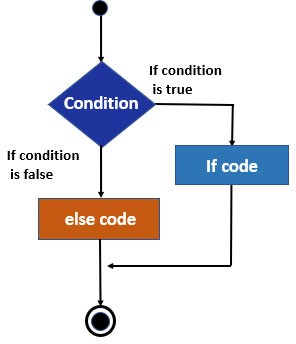 If condition
is true
Condition
If condition
is false
If code
else code